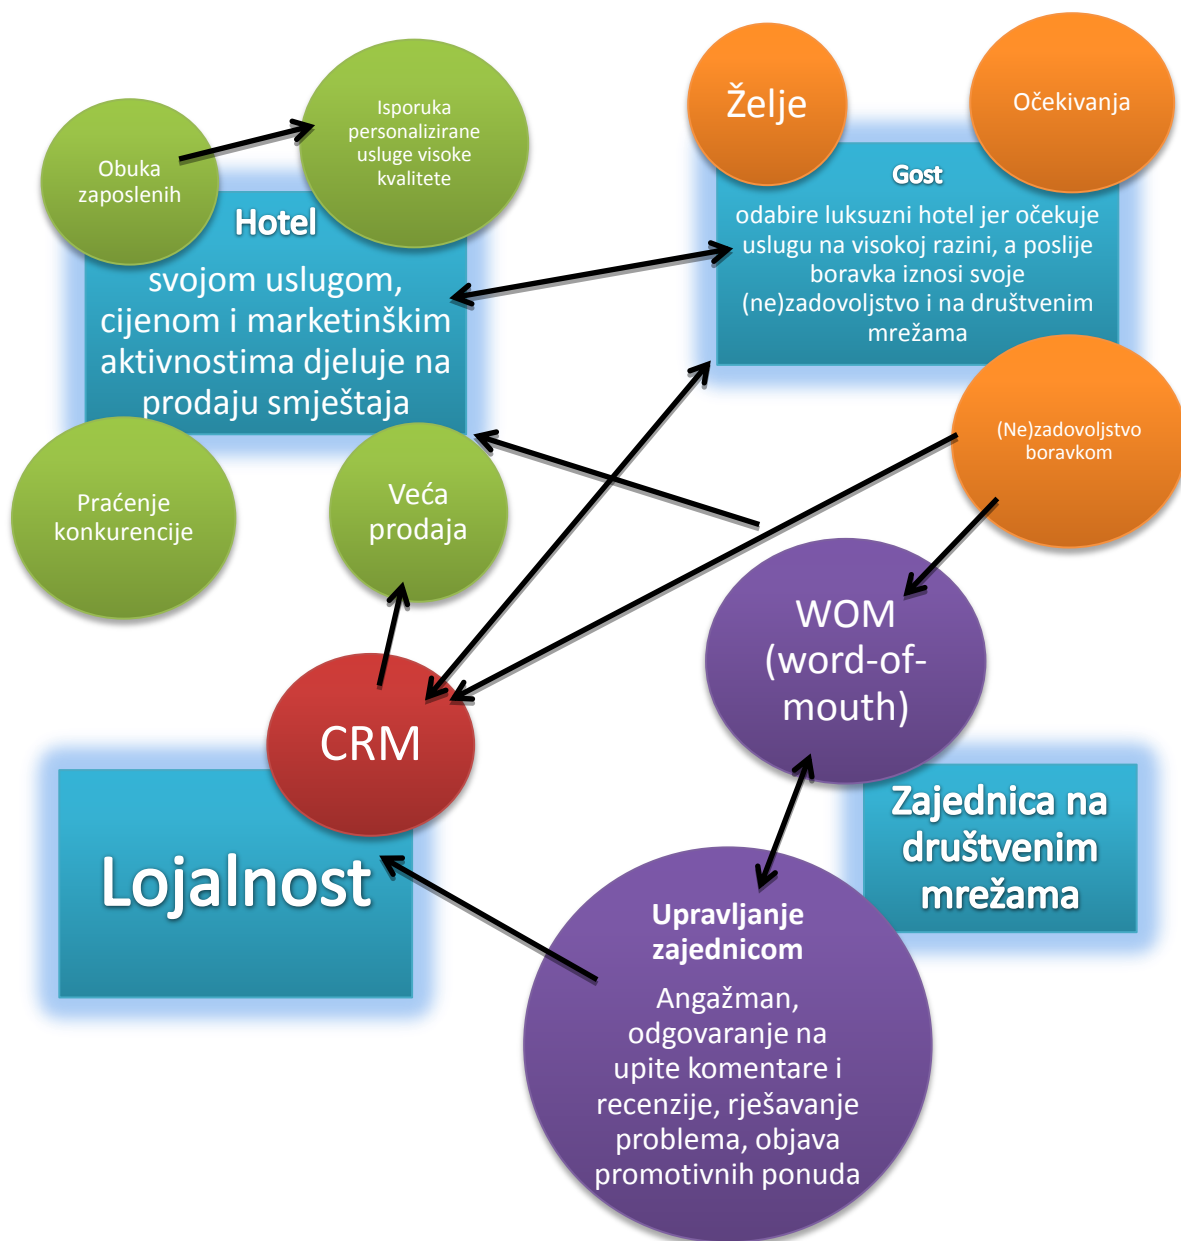 Obuka
zaposlenih
Isporuka
personalizirane
usluge visoke
kvalitete
Hotel
svojom uslugom,
cijenom i marketinškim
aktivnostima djeluje na
prodaju smještaja
Praćenje
konkurencije
Veća
prodaja
Želje
Očekivanja
Gost
odabire luksuzni hotel jer očekuje
uslugu na visokoj razini, a poslije
boravka iznosi svoje
(ne)zadovoljstvo i na društvenim
mrežama
(Ne)zadovoljstvo
boravkom
CRM
Lojalnost
WOM
(word-of-
mouth)
Zajednica na
društvenim
mrežama
Upravljanje
zajednicom
Angažman,
odgovaranje na
upite komentare i
recenzije, rješavanje
problema, objava
promotivnih ponuda